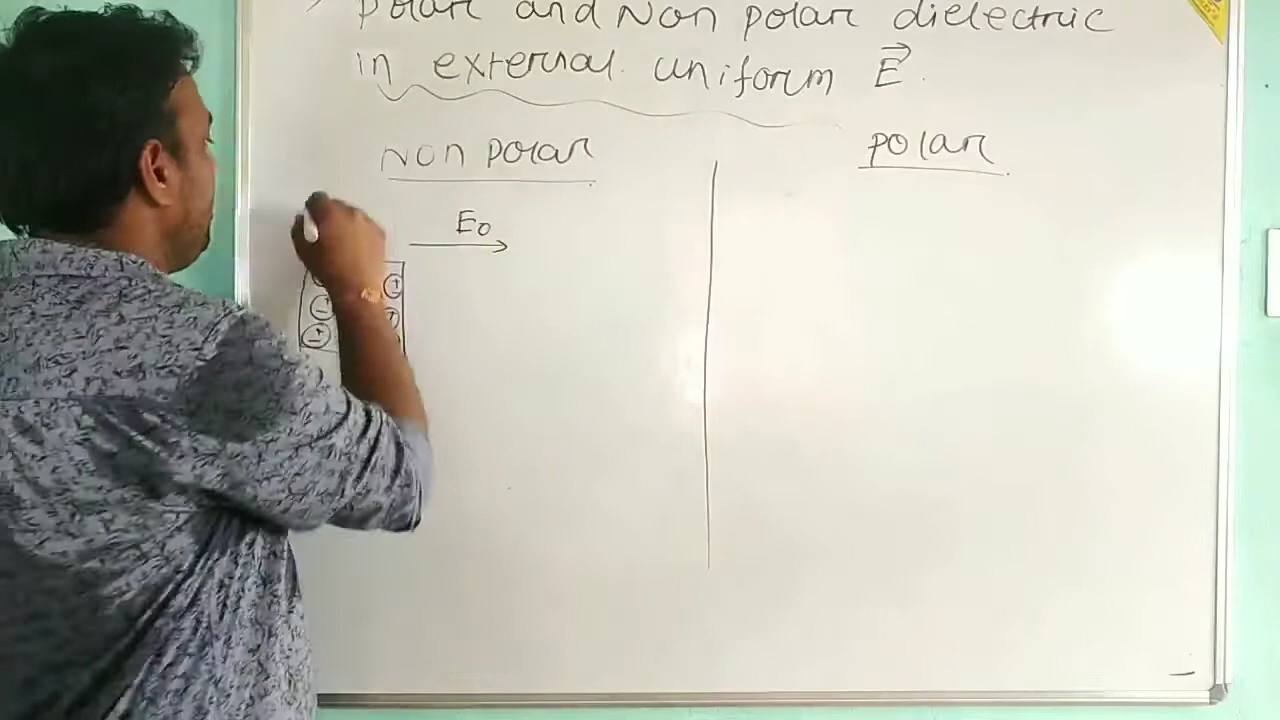 Polar and Non polar dielectric
in external uniform E⃗.
Non polar
polar
E₀